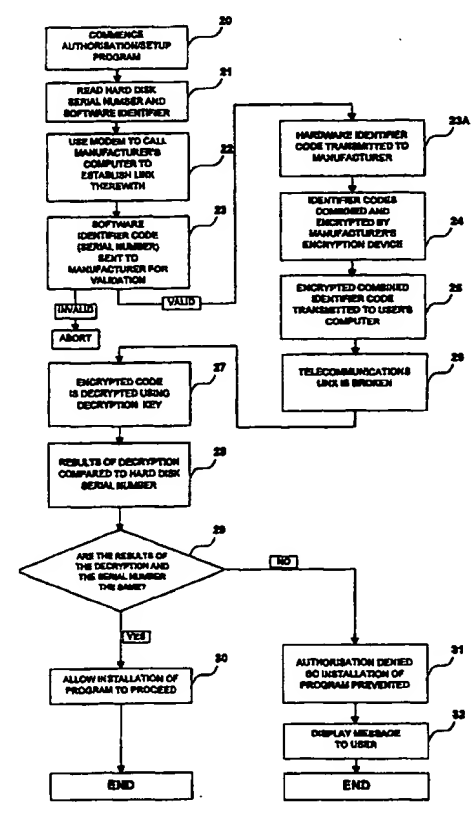 20
COMMENCE
AUTHORISATION/SETUP
PROGRAM
21
READ HARD DISK
SERIAL NUMBER AND
SOFTWARE IDENTIFIER
22
USE MODEM TO CALL
MANUFACTURER'S
COMPUTER TO
ESTABLISH LINK
THEREWITH
23
SOFTWARE
IDENTIFIER CODE
(SERIAL NUMBER)
SENT TO
MANUFACTURER FOR
VALIDATION
INVALID
VALID
ABORT
23A
HARDWARE IDENTIFIER
CODE TRANSMITTED TO
MANUFACTURER
24
IDENTIFIER CODES
COMBINED AND
ENCRYPTED BY
MANUFACTURER'S
ENCRYPTION DEVICE
25
ENCRYPTED COMBINED
IDENTIFIER CODE
TRANSMITTED TO USER'S
COMPUTER
26
TELECOMMUNICATIONS
LINK IS BROKEN
27
ENCRYPTED CODE
IS DECRYPTED USING
DECRYPTION KEY
28
RESULTS OF DECRYPTION
COMPARED TO HARD DISK
SERIAL NUMBER
29
ARE THE RESULTS OF
THE DECRYPTION AND
THE SERIAL NUMBER
THE SAME?
NO
YES
30
ALLOW INSTALLATION OF
PROGRAM TO PROCEED
END
31
AUTHORISATION DENIED
SO INSTALLATION OF
PROGRAM PREVENTED
32
DISPLAY MESSAGE
TO USER
END